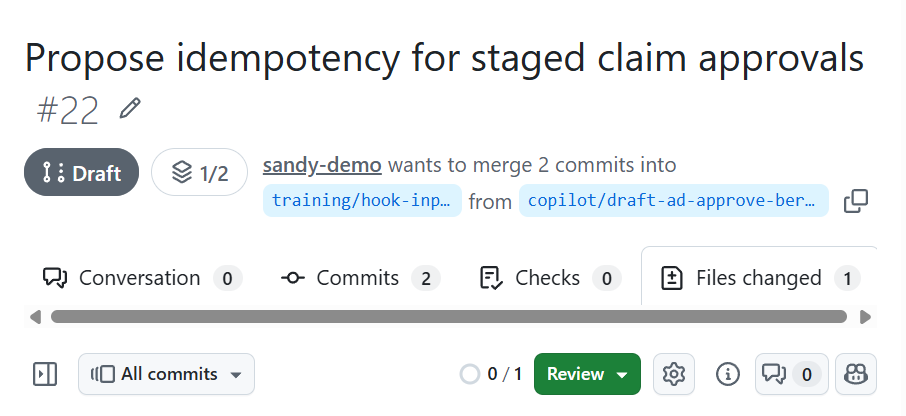 Propose idempotency for staged claim approvals
#22
Draft
1/2
sandy-demo wants to merge 2 commits into
training/hook-inp… from copilot/draft-ad-approve-ber…
Conversation 0
Commits 2
Checks 0
Files changed 1
All commits
0 / 1
Review
0